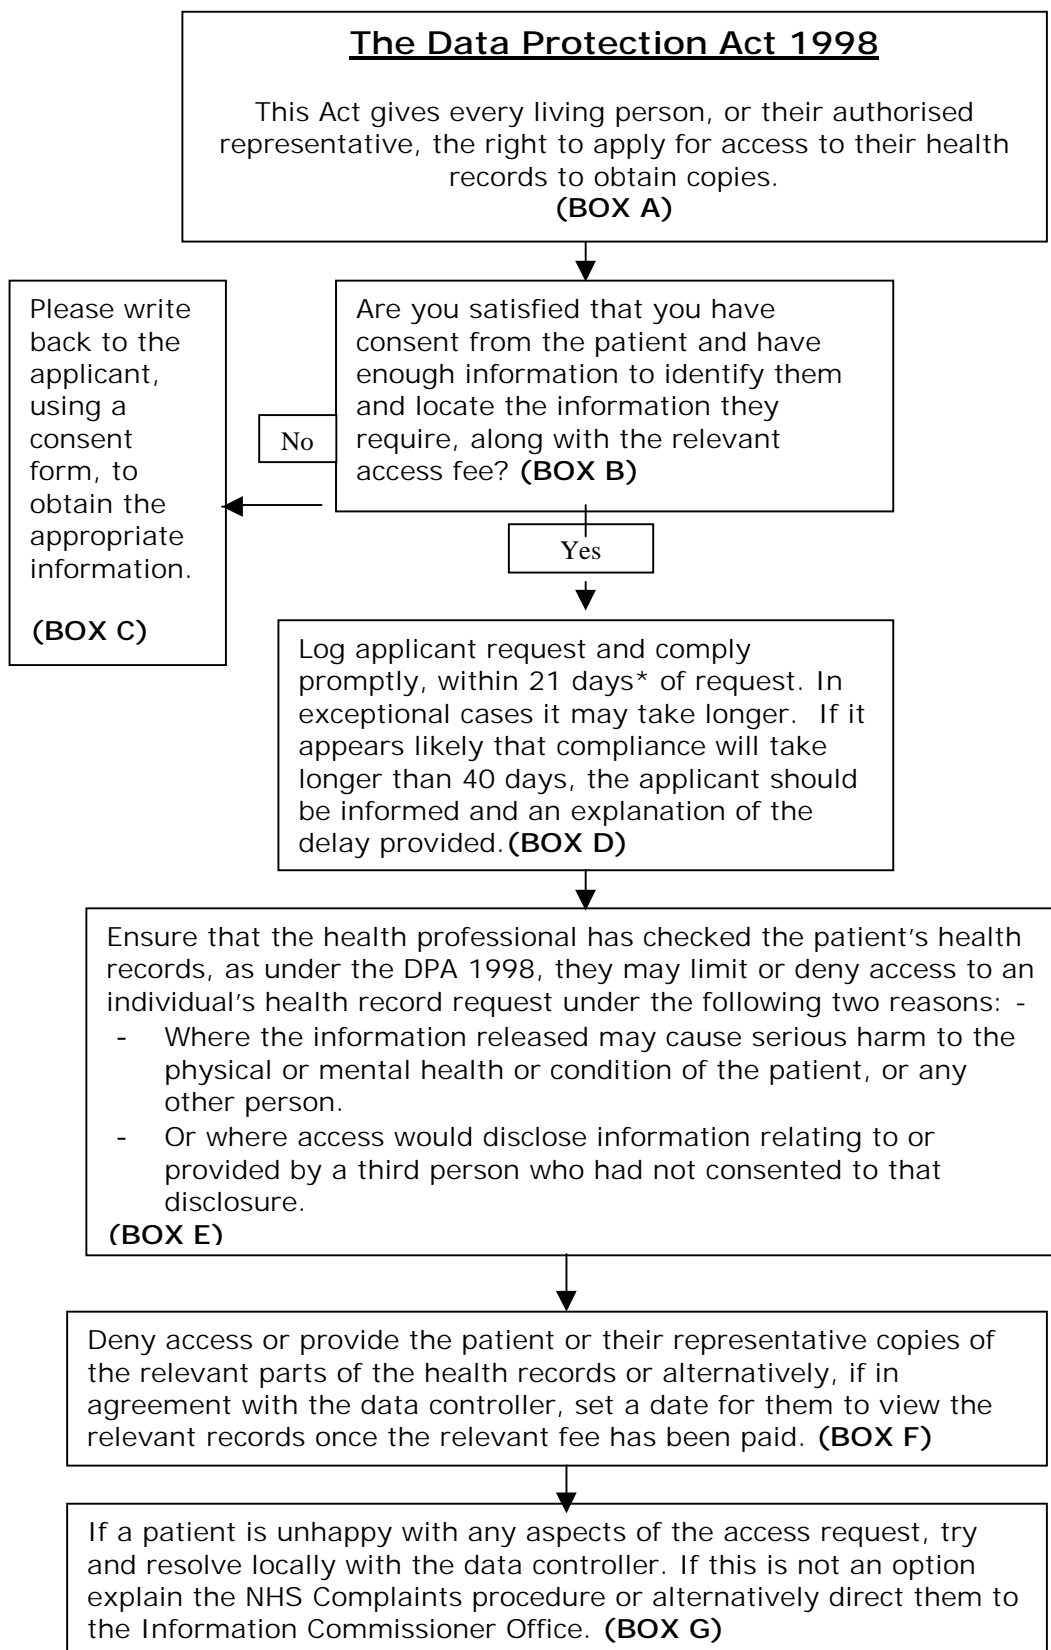 The Data Protection Act 1998
This Act gives every living person, or their authorised
representative, the right to apply for access to their health
records to obtain copies.
(BOX A)
Are you satisfied that you have
consent from the patient and have
enough information to identify them
and locate the information they
require, along with the relevant
access fee? (BOX B)
No
Please write
back to the
applicant,
using a
consent
form, to
obtain the
appropriate
information.
(BOX C)
Yes
Log applicant request and comply
promptly, within 21 days* of request. In
exceptional cases it may take longer.  If it
appears likely that compliance will take
longer than 40 days, the applicant should
be informed and an explanation of the
delay provided.(BOX D)
Ensure that the health professional has checked the patient's health
records, as under the DPA 1998, they may limit or deny access to an
individual's health record request under the following two reasons: -
- Where the information released may cause serious harm to the
physical or mental health or condition of the patient, or any
other person.
- Or where access would disclose information relating to or
provided by a third person who had not consented to that
disclosure.
(BOX E)
Deny access or provide the patient or their representative copies of
the relevant parts of the health records or alternatively, if in
agreement with the data controller, set a date for them to view the
relevant records once the relevant fee has been paid. (BOX F)
If a patient is unhappy with any aspects of the access request, try
and resolve locally with the data controller. If this is not an option
explain the NHS Complaints procedure or alternatively direct them to
the Information Commissioner Office. (BOX G)